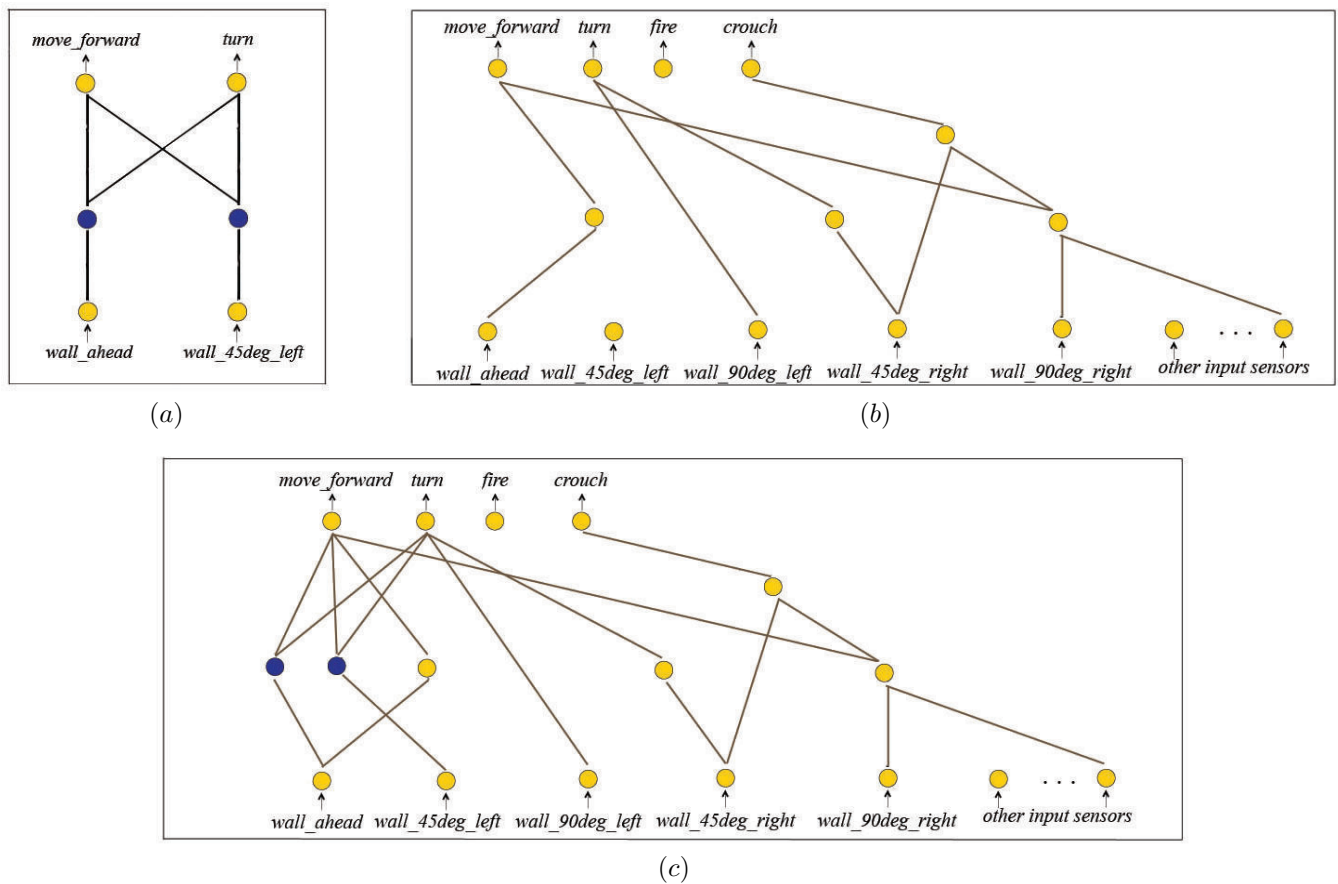 move_forward turn
wall_ahead wall_45deg_left
(a)
move_forward turn fire crouch
wall_ahead wall_45deg_left wall_90deg_left wall_45deg_right wall_90deg_right other input sensors
. . .
(b)
move_forward turn fire crouch
. . .
wall_ahead wall_45deg_left wall_90deg_left wall_45deg_right wall_90deg_right other input sensors
(c)